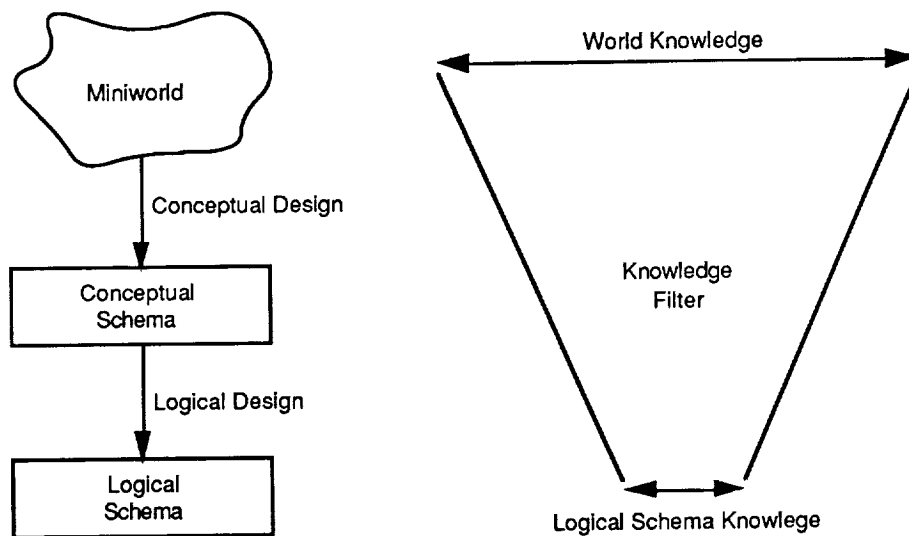 World Knowledge
Miniworld
Conceptual Design
Knowledge
Filter
Conceptual
Schema
Logical Design
Logical
Schema
Logical Schema Knowlege